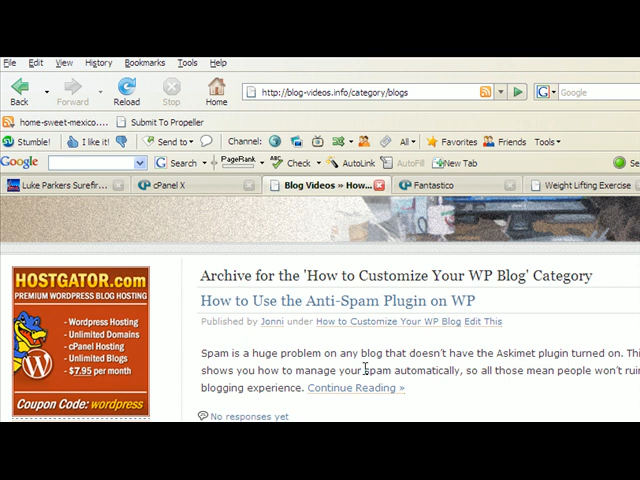 File Edit View History Bookmarks Tools Help
Back Forward Reload Stop Home http://blog-videos.info/category/blogs G Google
home-sweet-mexico... Submit To Propeller
Stumble! I like it! Send to Channel: All Favorites Friends Tools
Google G Search PageRank ABC Check AutoLink AutoFill New Tab Se
Luke Parkers Surefir... cPanel X Blog Videos » How... Fantastico Weight Lifting Exercise
Archive for the 'How to Customize Your WP Blog' Category
How to Use the Anti-Spam Plugin on WP
Published by Jonni under How to Customize Your WP Blog Edit This
Spam is a huge problem on any blog that doesn't have the Askimet plugin turned on. Thi
shows you how to manage your spam automatically, so all those mean people won't ruin
blogging experience. Continue Reading »
No responses yet
HOSTGATOR.com
PREMIUM WORDPRESS BLOG HOSTING
- Wordpress Hosting
- Unlimited Domains
- cPanel Hosting
- Unlimited Blogs
- $7.95 per month
Coupon Code: wordpress